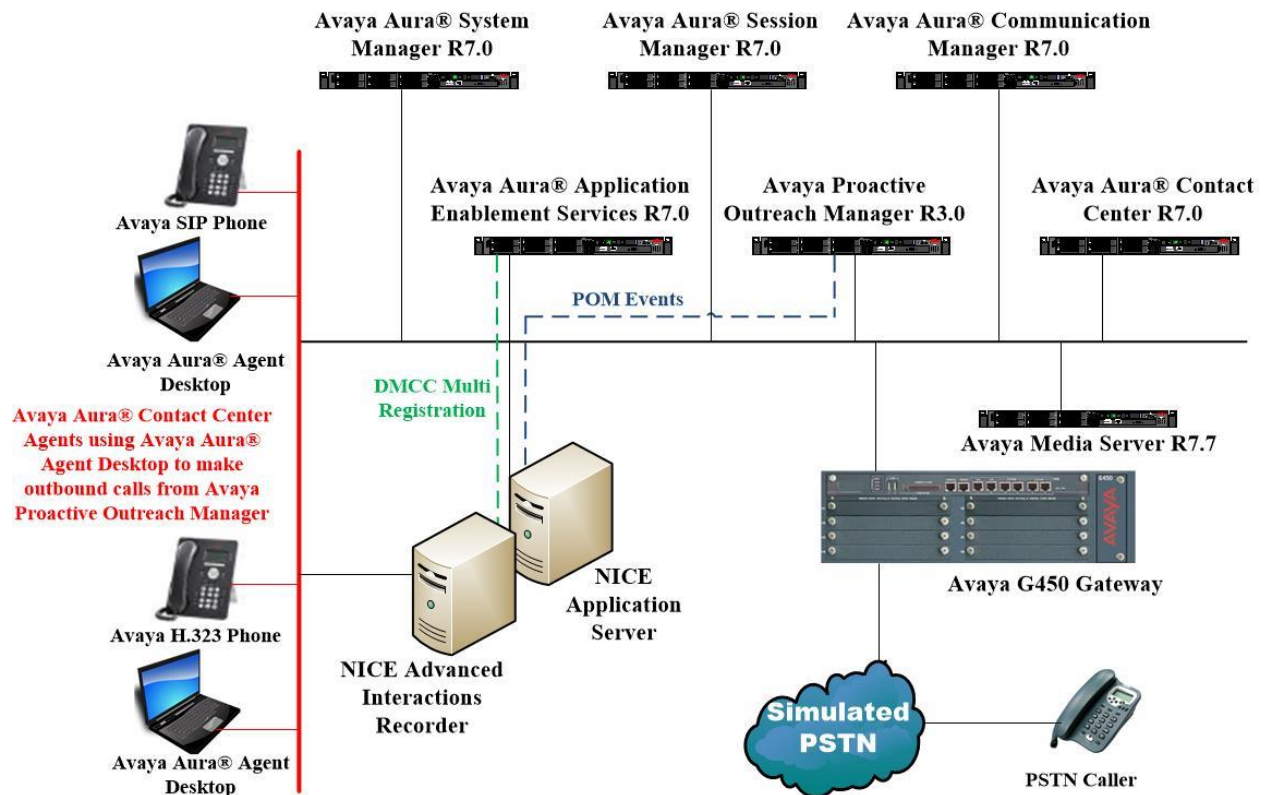 Avaya Aura® System
Manager R7.0
Avaya Aura® Session
Manager R7.0
Avaya Aura® Communication
Manager R7.0
Avaya SIP Phone
Avaya Aura® Application
Enablement Services R7.0
Avaya Proactive
Outreach Manager R3.0
Avaya Aura® Contact
Center R7.0
POM Events
Avaya Aura® Agent
Desktop
DMCC Multi
Registration
Avaya Aura® Contact Center
Agents using Avaya Aura®
Agent Desktop to make
outbound calls from Avaya
Proactive Outreach Manager
Avaya Media Server R7.7
G450
AVAYA
Avaya G450 Gateway
NICE
Application
Server
Avaya H.323 Phone
NICE Advanced
Interactions
Recorder
Simulated
PSTN
Avaya Aura® Agent
Desktop
PSTN Caller